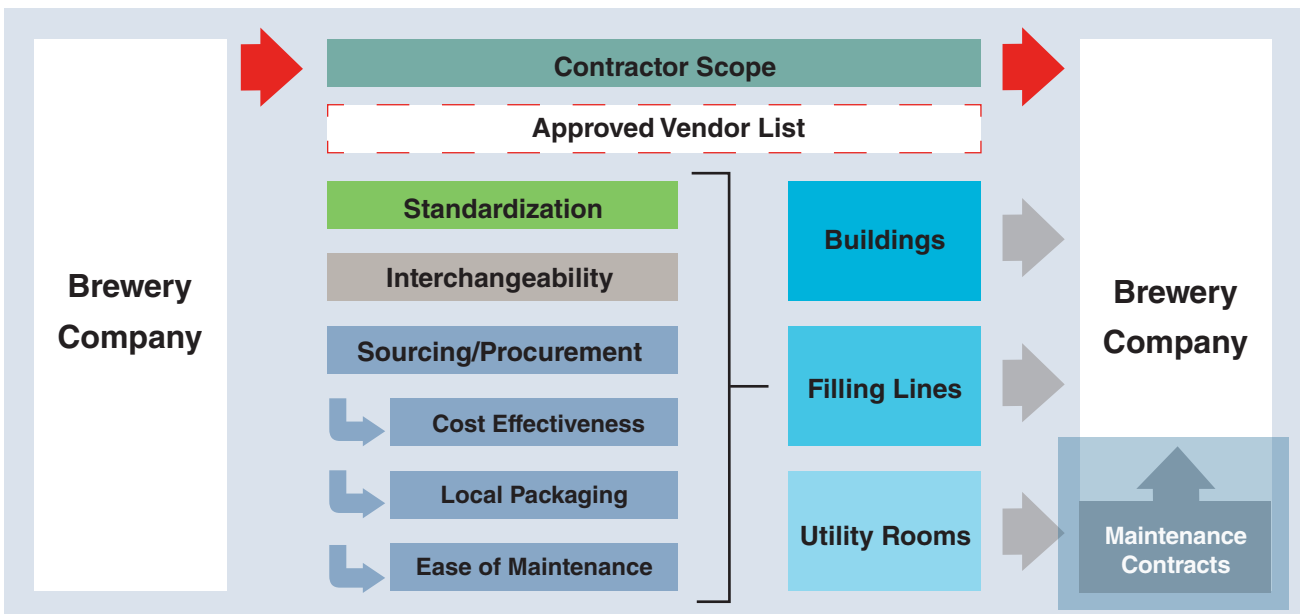 Brewery
Company
Contractor Scope
Approved Vendor List
Standardization
Interchangeability
Sourcing/Procurement
Cost Effectiveness
Local Packaging
Ease of Maintenance
Buildings
Filling Lines
Utility Rooms
Brewery
Company
Maintenance
Contracts